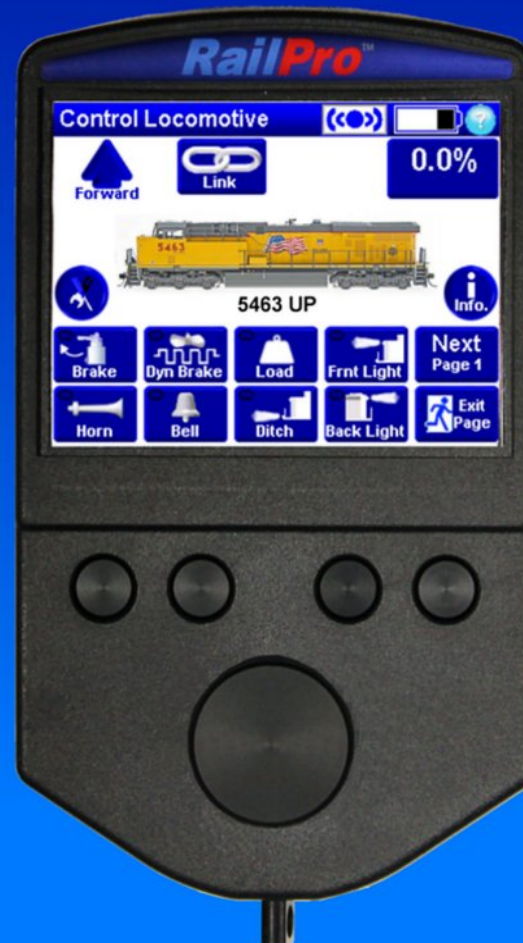 RailPro™
Control Locomotive
?
0.0%
Forward
Link
5463
5463 UP
i
Info.
Brake
Dyn Brake
Load
Frnt Light
Next
Page 1
Horn
Bell
Ditch
Back Light
Exit
Page